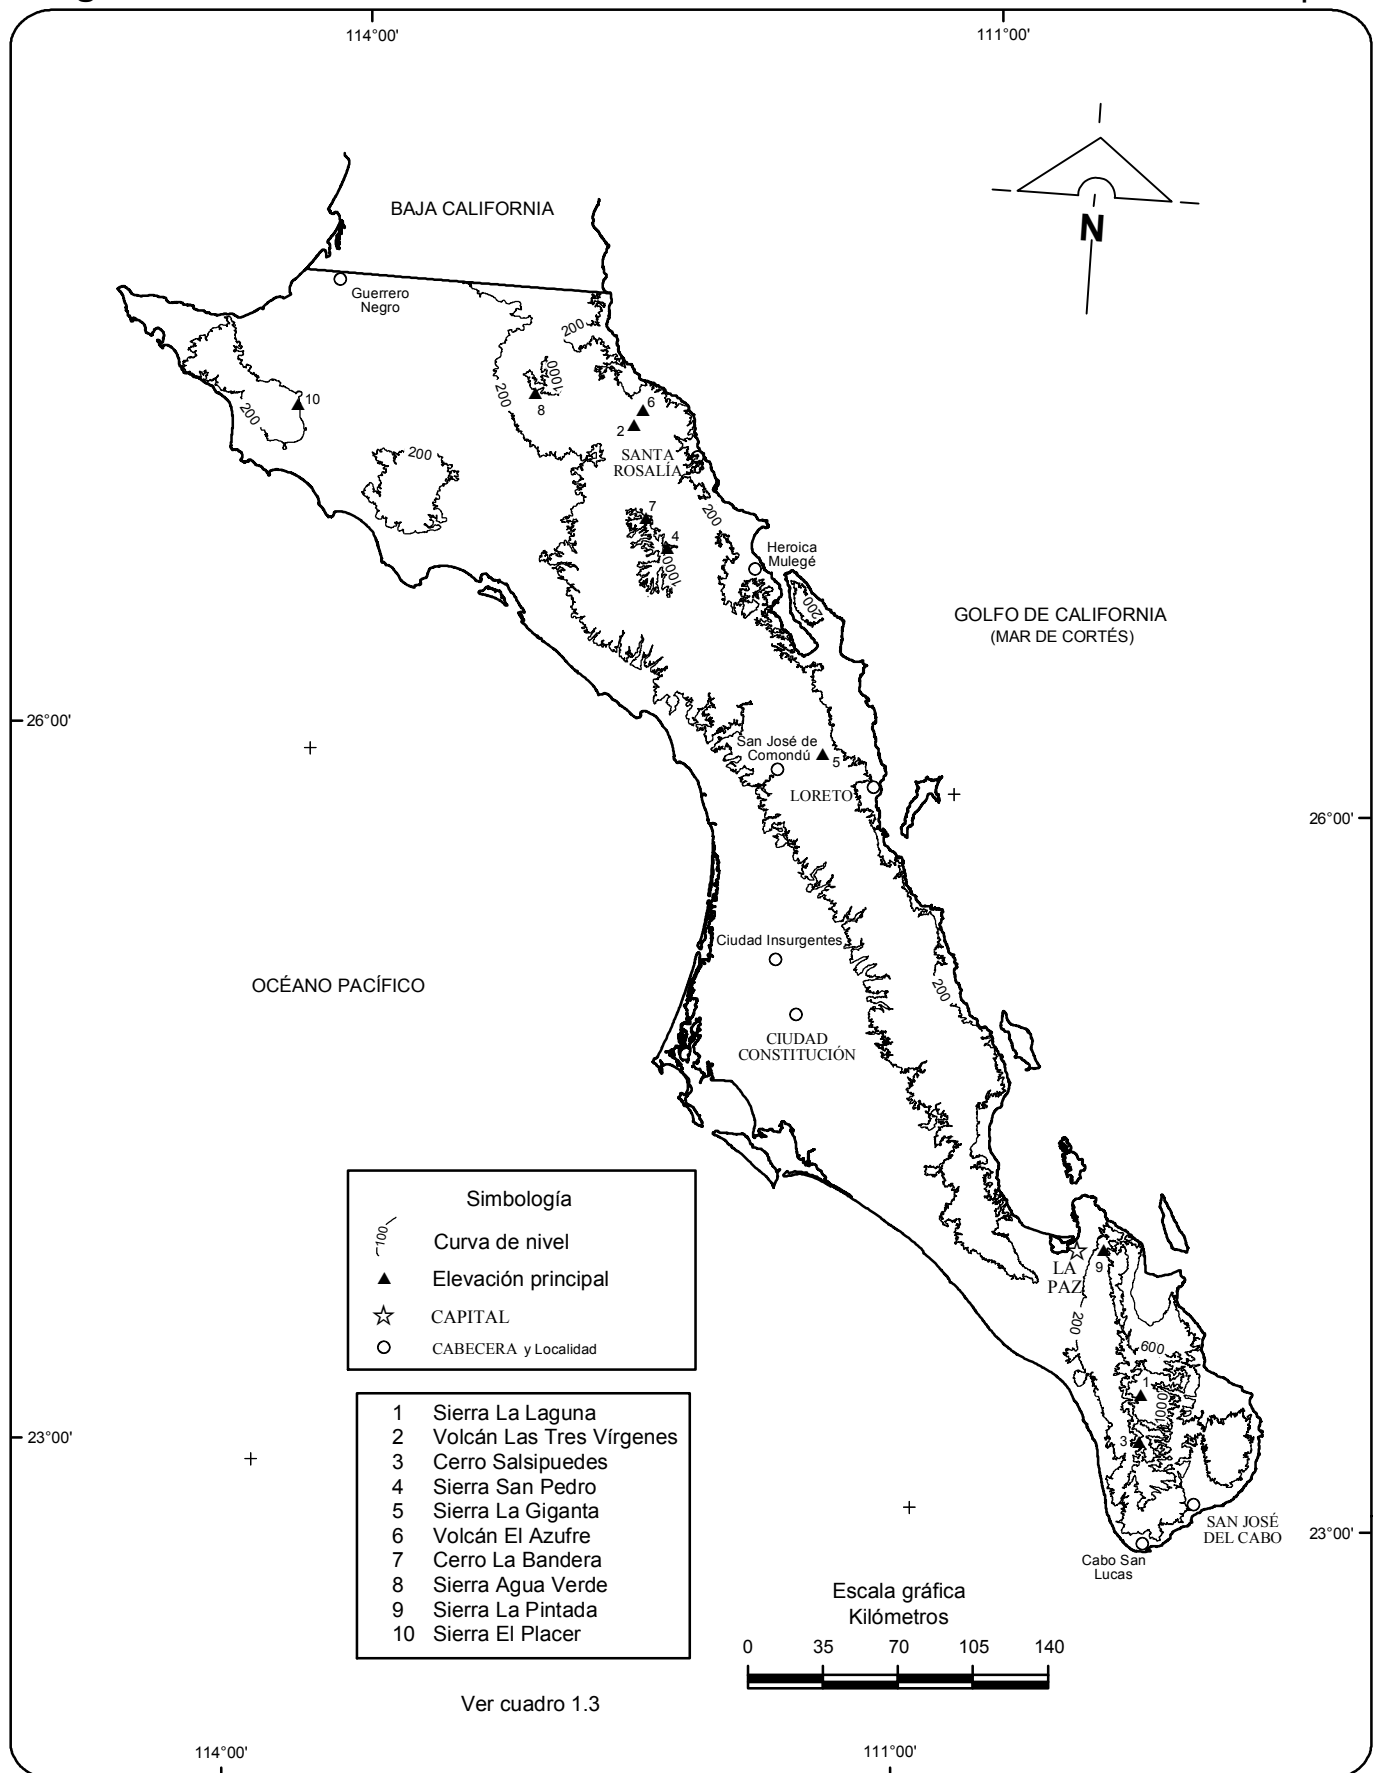 114°00'
111°00'
BAJA CALIFORNIA
N
Guerrero
Negro
200
1000
8
200
10
200
6
2
200
SANTA
ROSALÍA
7
200
4
1000
Heroica
Mulegé
200
GOLFO DE CALIFORNIA
(MAR DE CORTÉS)
26°00'
San José de
Comondú
5
LORETO
26°00'
Ciudad Insurgentes
OCÉANO PACÍFICO
200
CIUDAD
CONSTITUCIÓN
LA
PAZ
9
200
600
1
1000
3
SAN JOSÉ
DEL CABO
Cabo San
Lucas
23°00'
23°00'
Simbología
100
Curva de nivel
Elevación principal
CAPITAL
CABECERA y Localidad
1 Sierra La Laguna
2 Volcán Las Tres Vírgenes
3 Cerro Salsipuedes
4 Sierra San Pedro
5 Sierra La Giganta
6 Volcán El Azufre
7 Cerro La Bandera
8 Sierra Agua Verde
9 Sierra La Pintada
10 Sierra El Placer
Ver cuadro 1.3
Escala gráfica
Kilómetros
0 35 70 105 140
114°00'
111°00'